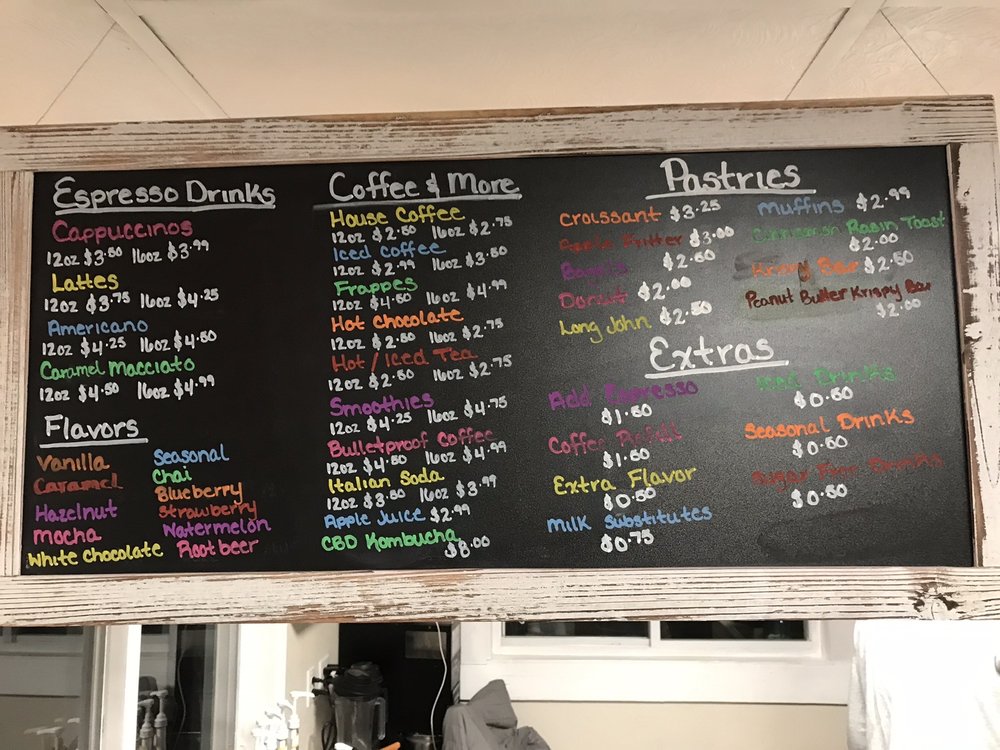 Espresso Drinks
Cappuccinos
12oz $3.50 16oz $3.99
Lattes
12oz $3.75 16oz $4.25
Americano
12oz $4.25 16oz $4.50
Caramel Macciato
12oz $4.50 16oz $4.99
Flavors
Vanilla
Caramel
Hazelnut
Mocha
White Chocolate
Seasonal
Chai
Blueberry
Strawberry
Watermelon
Rootbeer
Coffee & More
House Coffee
12oz $2.50 16oz $2.75
Iced Coffee
12oz $2.99 16oz $3.50
Frappes
12oz $4.50 16oz $4.99
Hot Chocolate
12oz $2.50 16oz $2.75
Hot / Iced Tea
12oz $2.50 16oz $2.75
Smoothies
12oz $4.25 16oz $4.75
Bulletproof Coffee
12oz $4.50 16oz $4.99
Italian Soda
12oz $3.50 16oz $3.99
Apple Juice $2.99
CBD Kombucha
$8.00
Pastries
Croissant $3.25
Apple Fritter $3.00
Bagels $2.50
Donut $2.00
Long John $2.50
Muffins $2.99
Cinnamon Rasin Toast
$2.00
Krispy Bar $2.50
Peanut Butter Krispy Bar
$2.00
Extras
Add Espresso
$1.50
Coffee Refill
$1.50
Extra Flavor
$0.50
Milk Substitutes
$0.75
Iced Drinks
$0.50
Seasonal Drinks
$0.50
Sugar Free Drinks
$0.50